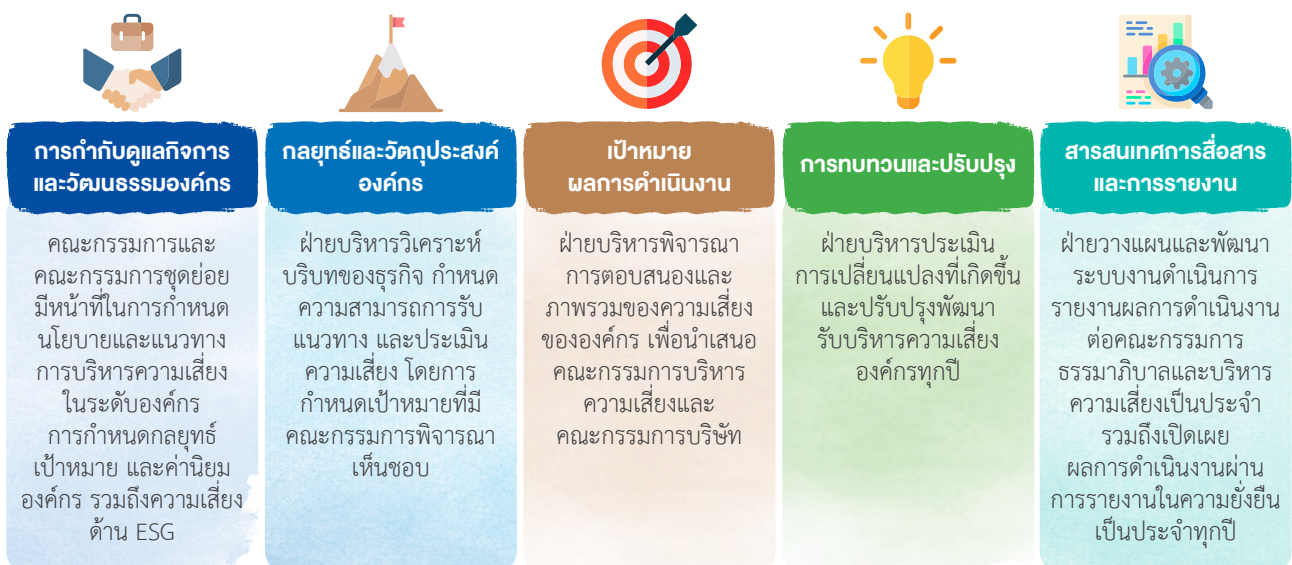 การกำกับดูแลกิจการ
และวัฒนธรรมองค์กร
คณะกรรมการและ
คณะกรรมการชุดย่อย
มีหน้าที่ในการกำหนด
นโยบายและแนวทาง
การบริหารความเสี่ยง
ในระดับองค์กร
การกำหนดกลยุทธ์
เป้าหมาย และค่านิยม
องค์กร รวมถึงความเสี่ยง
ด้าน ESG
กลยุทธ์และวัตถุประสงค์
องค์กร
ฝ่ายบริหารวิเคราะห์
บริบทของธุรกิจ กำหนด
ความสามารถการรับ
แนวทาง และประเมิน
ความเสี่ยง โดยการ
กำหนดเป้าหมายที่มี
คณะกรรมการพิจารณา
เห็นชอบ
เป้าหมาย
ผลการดำเนินงาน
ฝ่ายบริหารพิจารณา
การตอบสนองและ
ภาพรวมของความเสี่ยง
ขององค์กร เพื่อนำเสนอ
คณะกรรมการบริหาร
ความเสี่ยงและ
คณะกรรมการบริษัท
การทบทวนและปรับปรุง
ฝ่ายบริหารประเมิน
การเปลี่ยนแปลงที่เกิดขึ้น
และปรับปรุงพัฒนา
รับบริหารความเสี่ยง
องค์กรทุกปี
สารสนเทศการสื่อสาร
และการรายงาน
ฝ่ายวางแผนและพัฒนา
ระบบงานดำเนินการ
รายงานผลการดำเนินงาน
ต่อคณะกรรมการ
ธรรมาภิบาลและบริหาร
ความเสี่ยงเป็นประจำ
รวมถึงเปิดเผย
ผลการดำเนินงานผ่าน
การรายงานในความยั่งยืน
เป็นประจำทุกปี